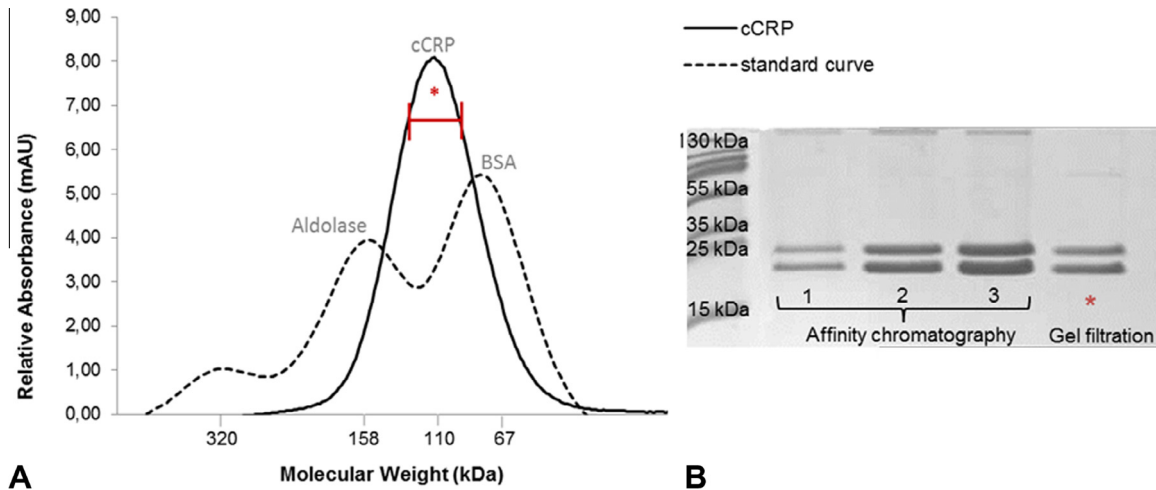 9,00
8,00
7,00
6,00
5,00
4,00
3,00
2,00
1,00
0,00
Relative Absorbance (mAU)
cCRP
*
BSA
Aldolase
320
158
110
67
Molecular Weight (kDa)
A
cCRP
standard curve
130 kDa
55 kDa
35 kDa
25 kDa
15 kDa
1
2
3
*
Affinity chromatography
Gel filtration
B